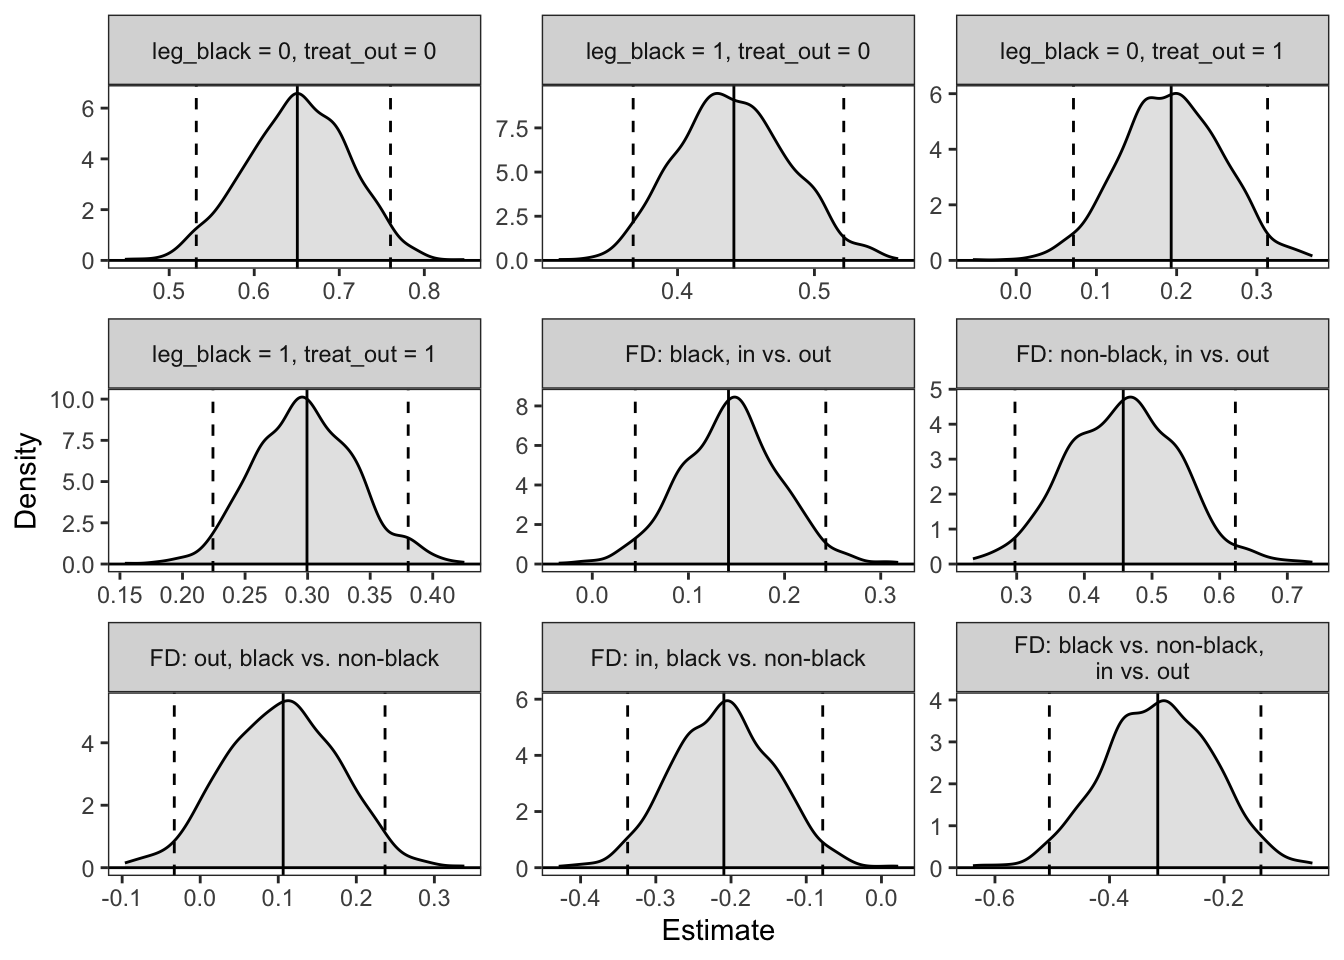 leg_black = 0, treat_out = 0
leg_black = 1, treat_out = 0
leg_black = 0, treat_out = 1
6
4
2
0
7.5
5.0
2.5
0.0
6
4
2
0
0.5 0.6 0.7 0.8
0.4 0.5
0.0 0.1 0.2 0.3
leg_black = 1, treat_out = 1
FD: black, in vs. out
FD: non-black, in vs. out
10.0
7.5
5.0
2.5
0.0
8
6
4
2
0
5
4
3
2
1
0
0.15 0.20 0.25 0.30 0.35 0.40
0.0 0.1 0.2 0.3
0.3 0.4 0.5 0.6 0.7
FD: out, black vs. non-black
FD: in, black vs. non-black
FD: black vs. non-black,
in vs. out
4
2
0
6
4
2
0
4
3
2
1
0
-0.1 0.0 0.1 0.2 0.3
-0.4 -0.3 -0.2 -0.1 0.0
-0.6 -0.4 -0.2
Density
Estimate